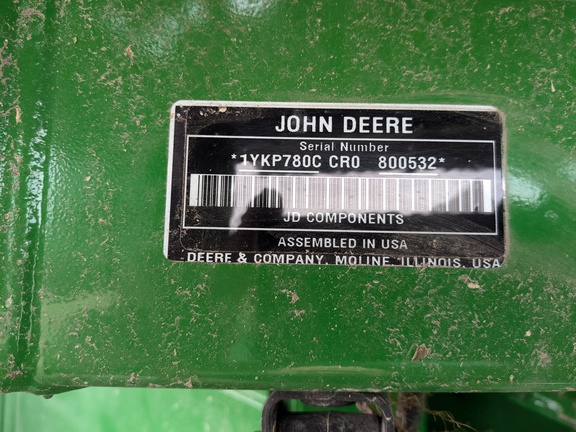 JOHN DEERE
Serial Number
*1YKP780C CR0 800532*
JD COMPONENTS
ASSEMBLED IN USA
DEERE & COMPANY, MOLINE, ILLINOIS, USA